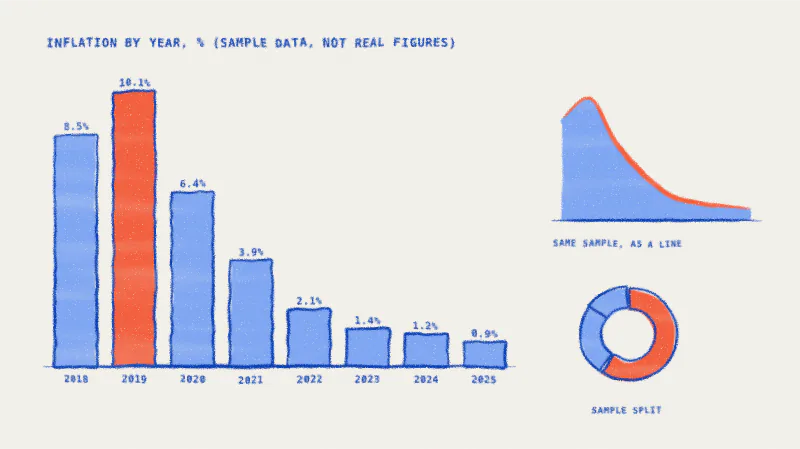 INFLATION BY YEAR, % (SAMPLE DATA, NOT REAL FIGURES)
10.1%
8.5%
6.4%
3.9%
2.1%
1.4%
1.2%
0.9%
2018 2019 2020 2021 2022 2023 2024 2025
SAME SAMPLE, AS A LINE
SAMPLE SPLIT